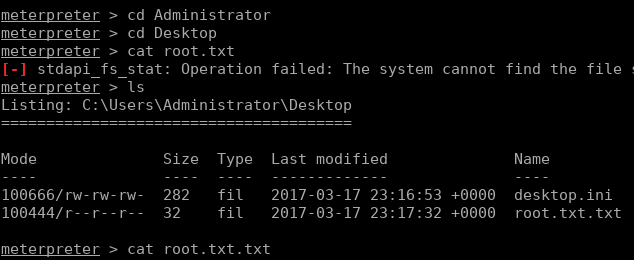 meterpreter > cd Administrator
meterpreter > cd Desktop
meterpreter > cat root.txt
[-] stdapi_fs_stat: Operation failed: The system cannot find the file
meterpreter > ls
Listing: C:\Users\Administrator\Desktop
=======================================
Mode              Size  Type  Last modified              Name
----              ----  ----  -------------              ----
100666/rw-rw-rw-  282   fil   2017-03-17 23:16:53 +0000  desktop.ini
100444/r--r--r--  32    fil   2017-03-17 23:17:32 +0000  root.txt.txt
meterpreter > cat root.txt.txt